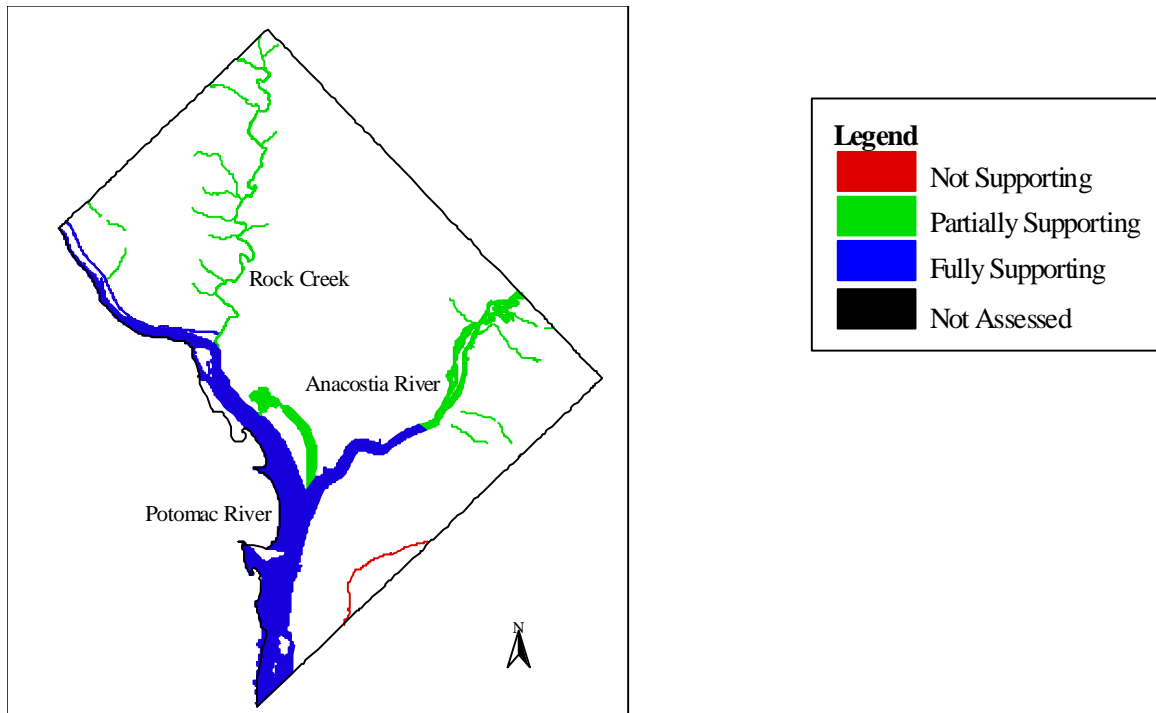 Rock Creek
Anacostia River
Potomac River
N
Legend
Not Supporting
Partially Supporting
Fully Supporting
Not Assessed